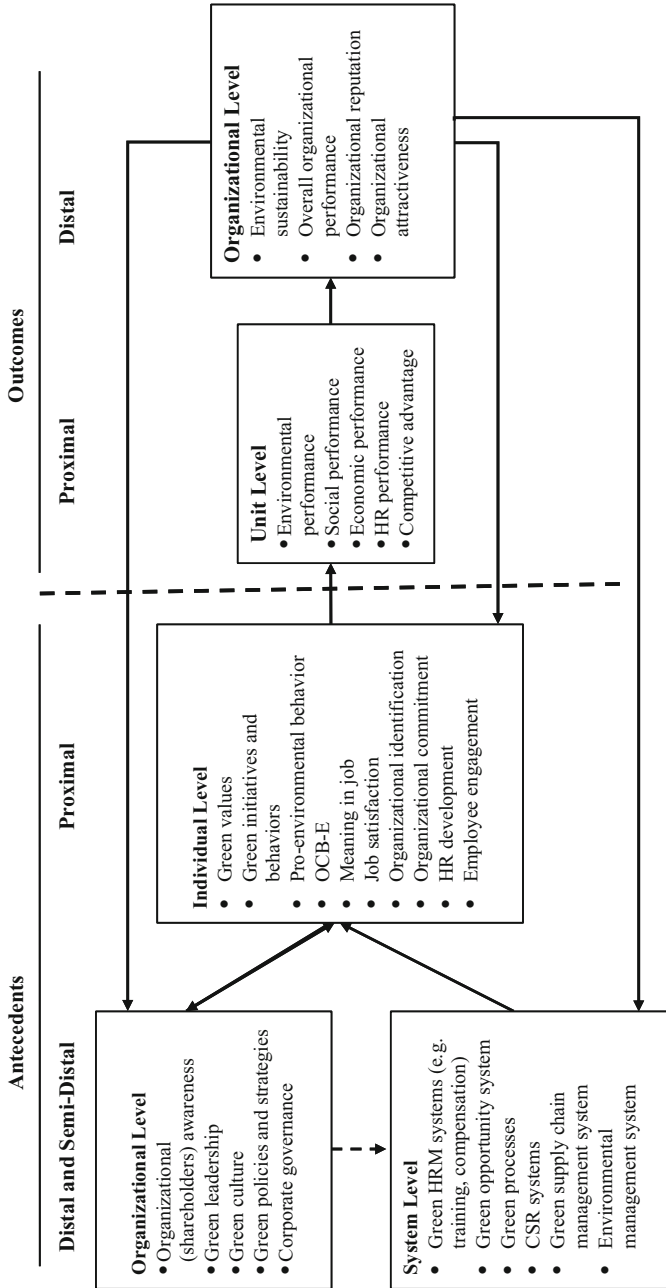 Antecedents
Outcomes
Distal and Semi-Distal
Proximal
Proximal
Distal
Organizational Level
• Organizational
(shareholders) awareness
• Green leadership
• Green culture
• Green policies and strategies
• Corporate governance
System Level
• Green HRM systems (e.g.
training, compensation)
• Green opportunity system
• Green processes
• CSR systems
• Green supply chain
management system
• Environmental
management system
Individual Level
• Green values
• Green initiatives and
behaviors
• Pro-environmental behavior
• OCB-E
• Meaning in job
• Job satisfaction
• Organizational identification
• Organizational commitment
• HR development
• Employee engagement
Unit Level
• Environmental
performance
• Social performance
• Economic performance
• HR performance
• Competitive advantage
Organizational Level
• Environmental
sustainability
• Overall organizational
performance
• Organizational reputation
• Organizational
attractiveness